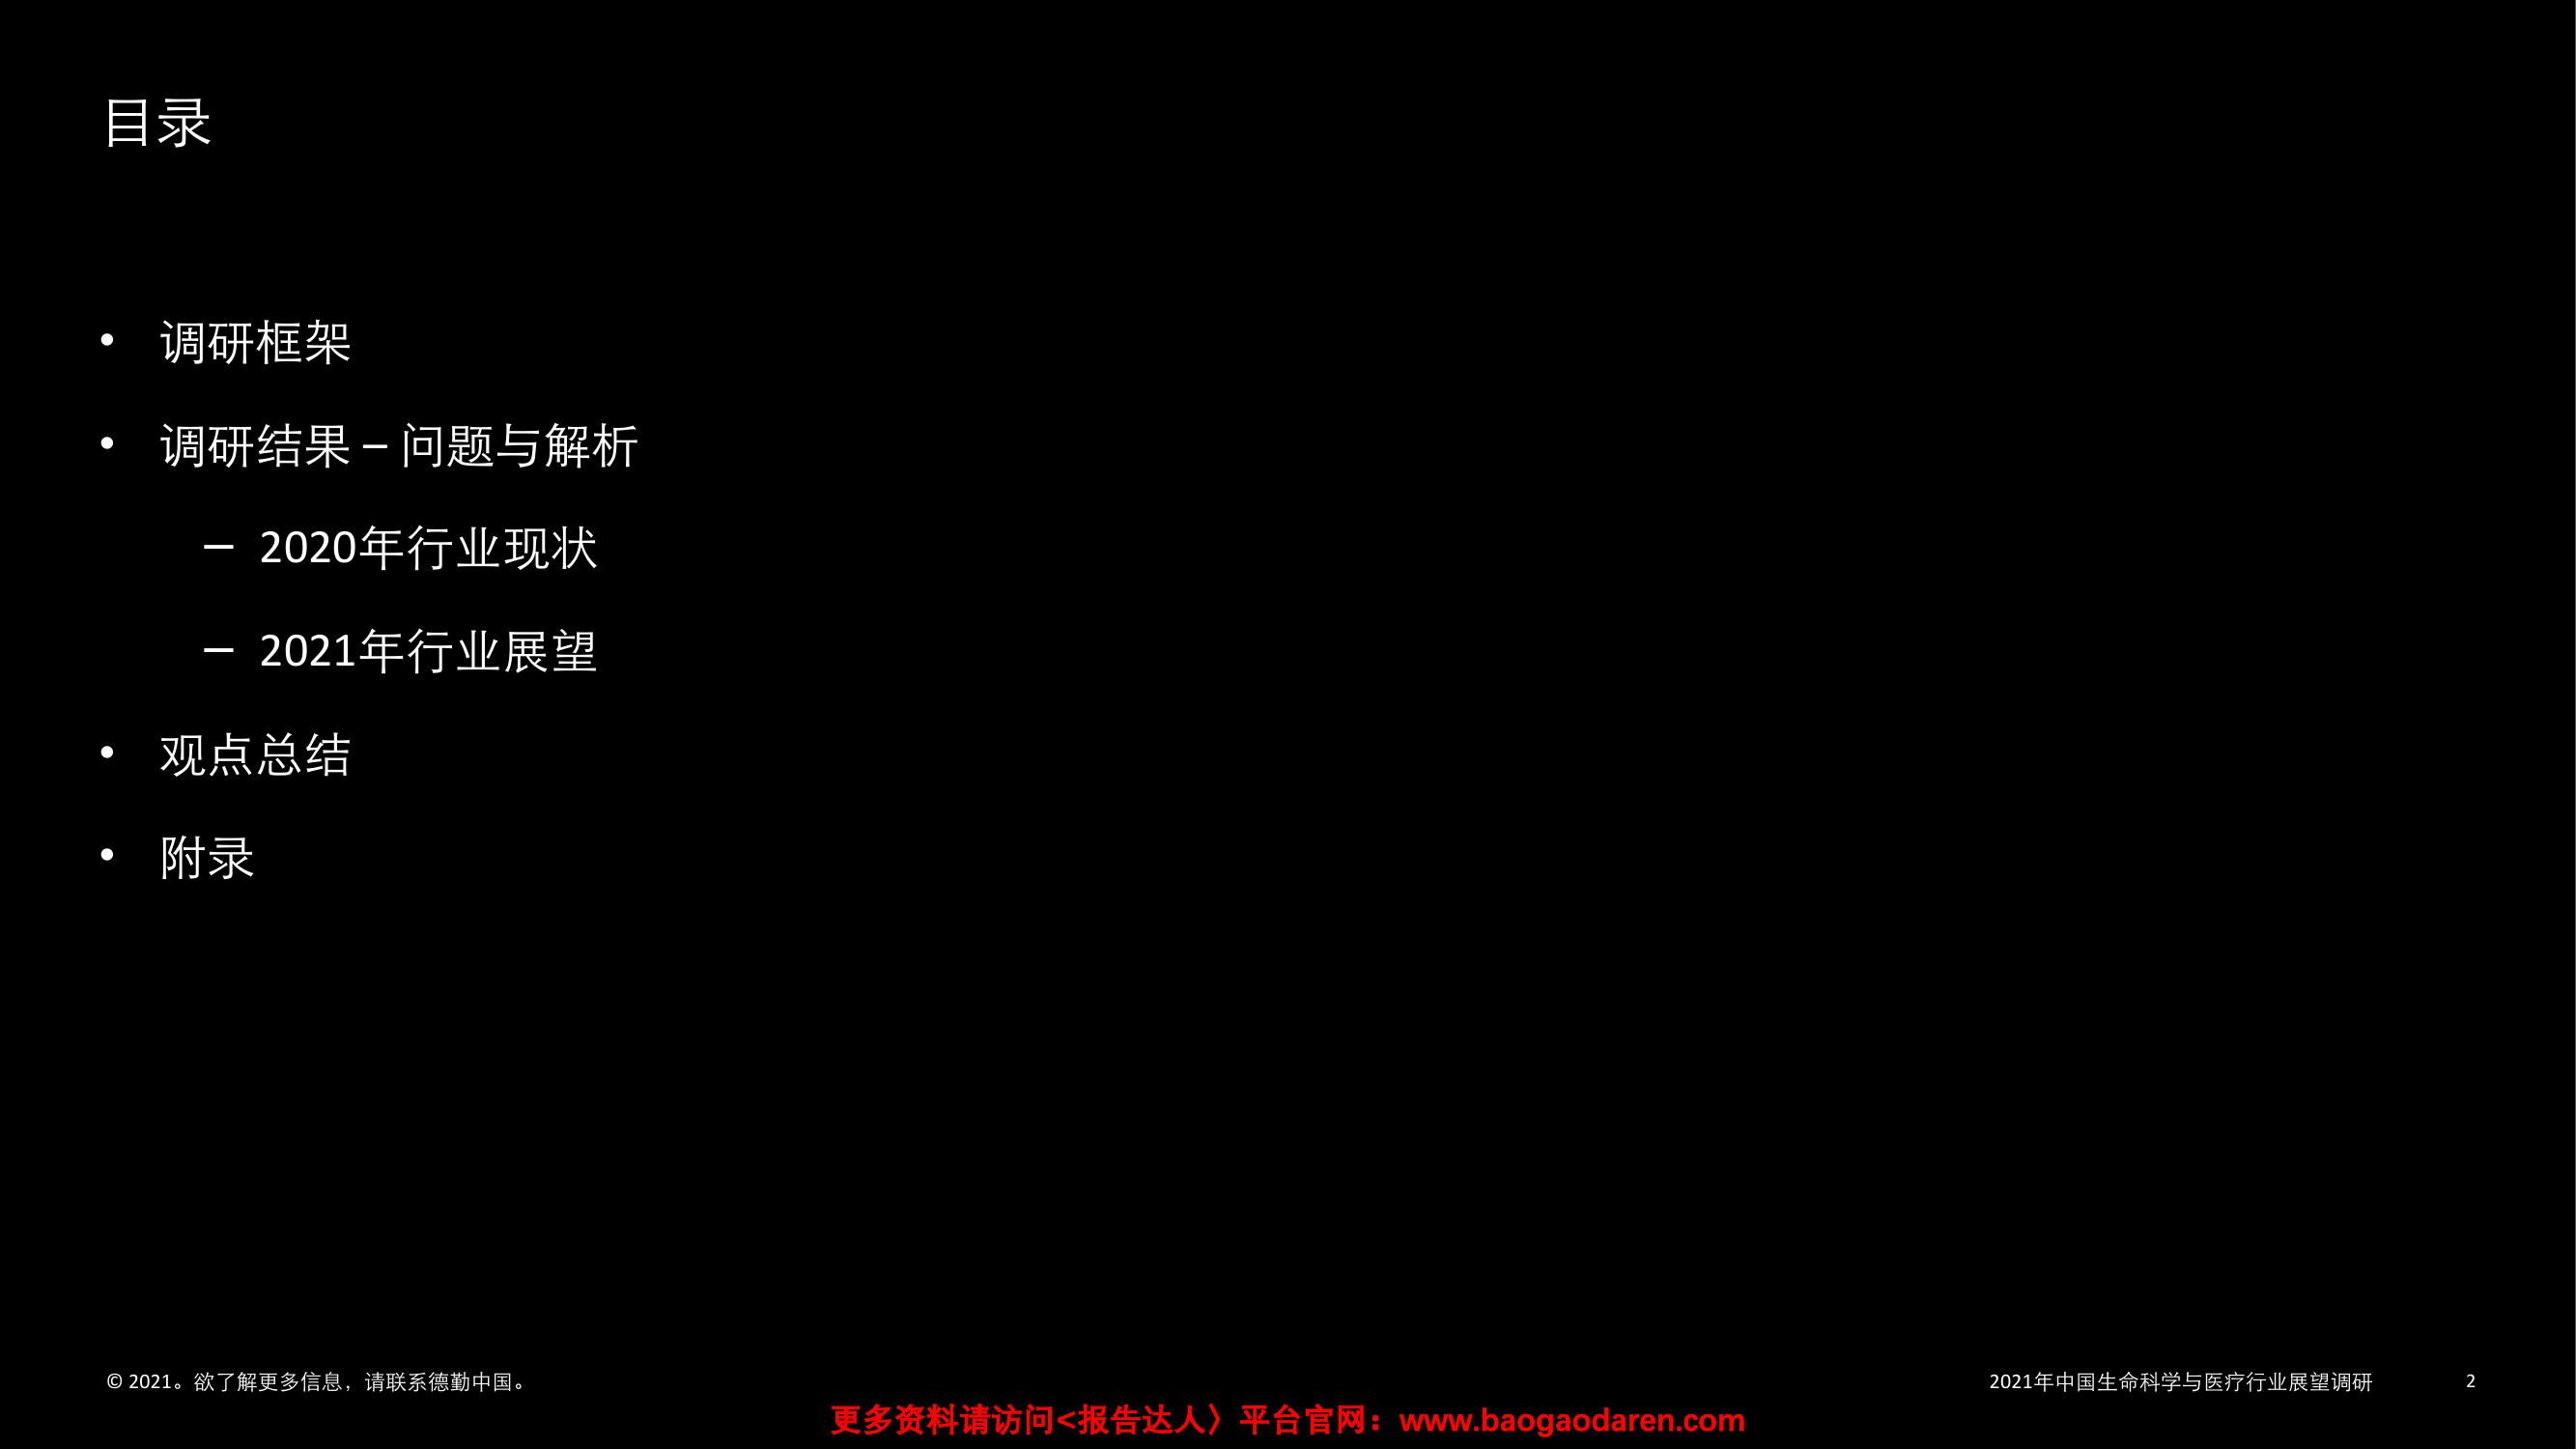 目录
• 调研框架
• 调研结果 – 问题与解析
– 2020年行业现状
– 2021年行业展望
• 观点总结
• 附录
© 2021。欲了解更多信息，请联系德勤中国。
2021年中国生命科学与医疗行业展望调研 2
更多资料请访问<报告达人〉平台官网：www.baogaodaren.com